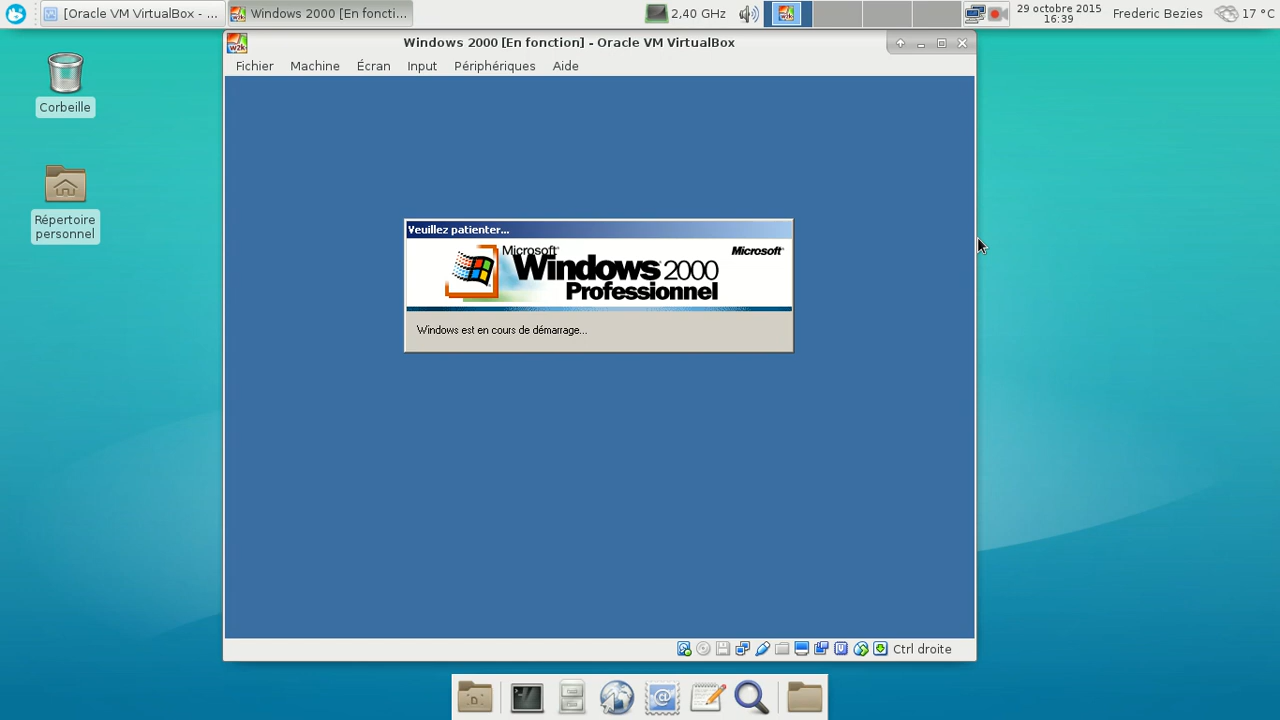 [Oracle VM VirtualBox - ...
Windows 2000 [En foncti...
2,40 GHz
29 octobre 2015
16:39
Frederic Bezies
17 °C
w2k
Windows 2000 [En fonction] - Oracle VM VirtualBox
Fichier Machine Écran Input Périphériques Aide
Corbeille
Répertoire
personnel
Veuillez patienter...
Microsoft®
Windows 2000
Professionnel
Microsoft
Windows est en cours de démarrage...
Ctrl droite